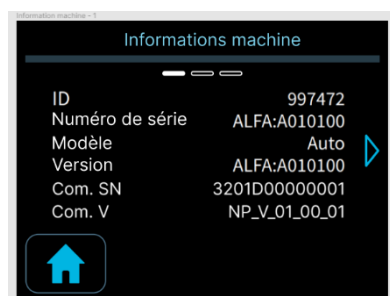 Information machine - 1
Informations machine
ID 997472
Numéro de série ALFA:A010100
Modèle Auto
Version ALFA:A010100
Com. SN 3201D00000001
Com. V NP_V_01_00_01